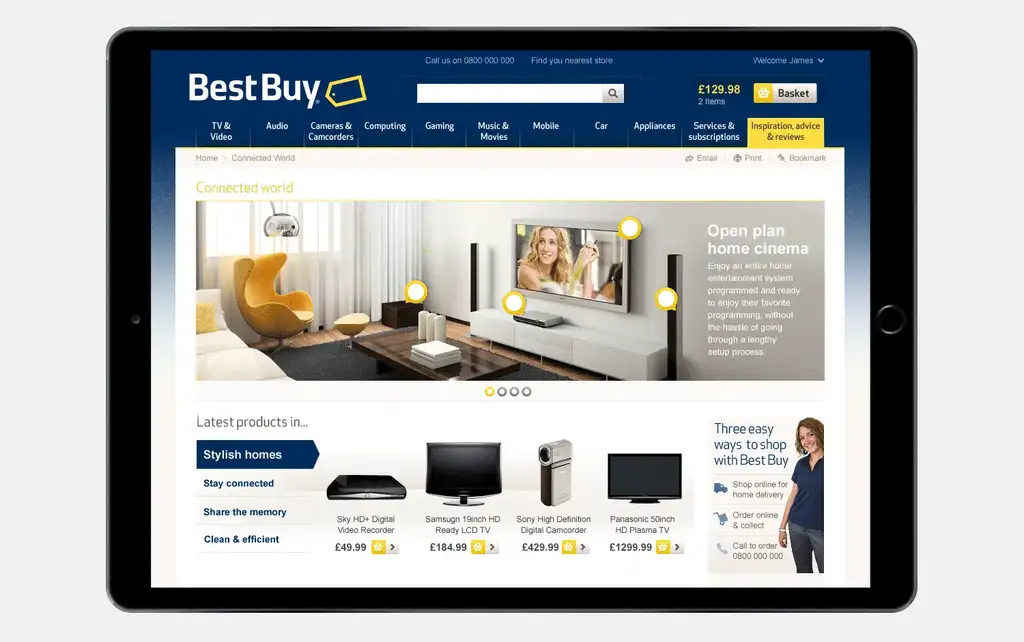 Call us on 0800 000 000 Find you nearest store Welcome James
Best Buy
£129.98
2 Items
Basket
TV & Video
Audio
Cameras & Camcorders
Computing
Gaming
Music & Movies
Mobile
Car
Appliances
Services & subscriptions
Inspiration, advice & reviews
Home Connected World
Email Print Bookmark
Connected world
Open plan
home cinema
Enjoy an entire home
entertainment system
programmed and ready
to enjoy their favorite
programming, without
the hassle of going
through a lengthy
setup process.
Latest products in...
Stylish homes
Stay connected
Share the memory
Clean & efficient
Sky HD+ Digital
Video Recorder
£49.99
Samsugn 19inch HD
Ready LCD TV
£184.99
Sony High Definition
Digital Camcorder
£429.99
Panasonic 50inch
HD Plasma TV
£1299.99
Three easy
ways to shop
with Best Buy
Shop online for
home delivery
Order online
& collect
Call to order
0800 000 000